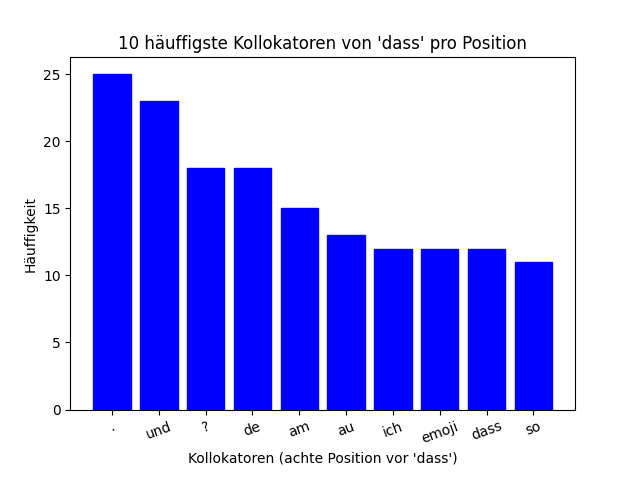 10 häuffigste Kollokatoren von 'dass' pro Position
25
20
15
10
5
0
Häuffigkeit
. und ? de am au ich emoji dass so
Kollokatoren (achte Position vor 'dass')